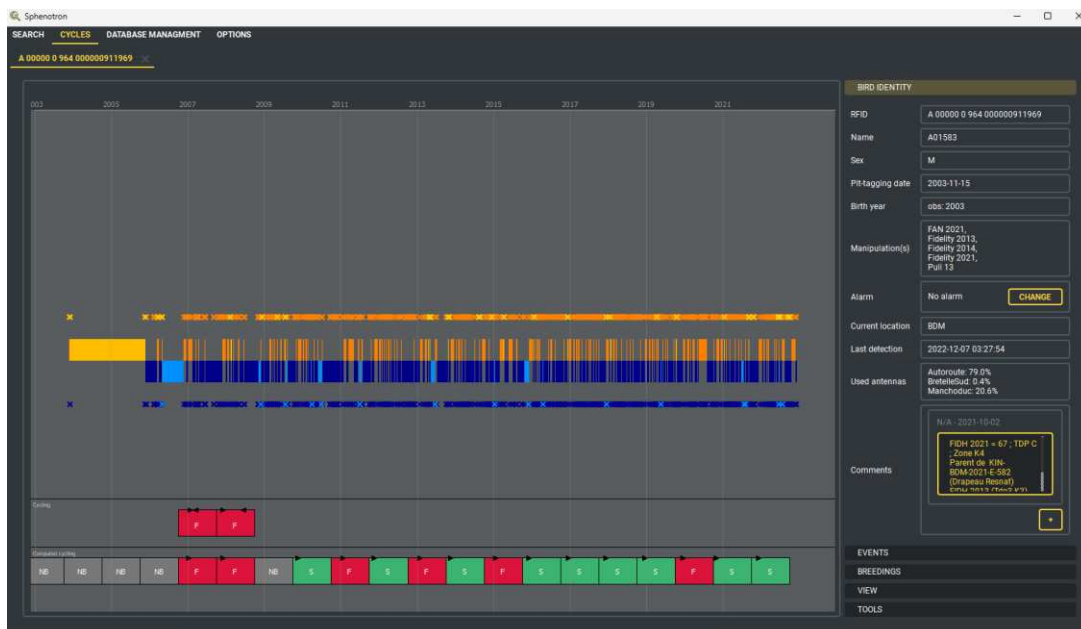 Sphenotron
SEARCH CYCLES DATABASE MANAGMENT OPTIONS
A 00000 0 964 000000911969
003 2005 2007 2009 2011 2013 2015 2017 2019 2021
Cycling
F F
Computer cycling
NB NB NB NB F F NB S F S F S F S S S S F S S
BIRD IDENTITY
RFID A 00000 0 964 000000911969
Name A01583
Sex M
Pit-tagging date 2003-11-15
Birth year obs: 2003
Manipulation(s)
FAN 2021,
Fidelity 2013,
Fidelity 2014,
Fidelity 2021,
Pull 13
Alarm No alarm CHANGE
Current location BDM
Last detection 2022-12-07 03:27:54
Used antennas
Autoroute: 79.0%
BretelleSud: 0.4%
Manchoduc: 20.6%
Comments
N/A - 2021-10-02
FIDH 2021 = 67 ; TDP C
; Zone K4
Parent de KIN-
BDM-2021-E-582
(Drapeau Resnaf)
+
EVENTS
BREEDINGS
VIEW
TOOLS